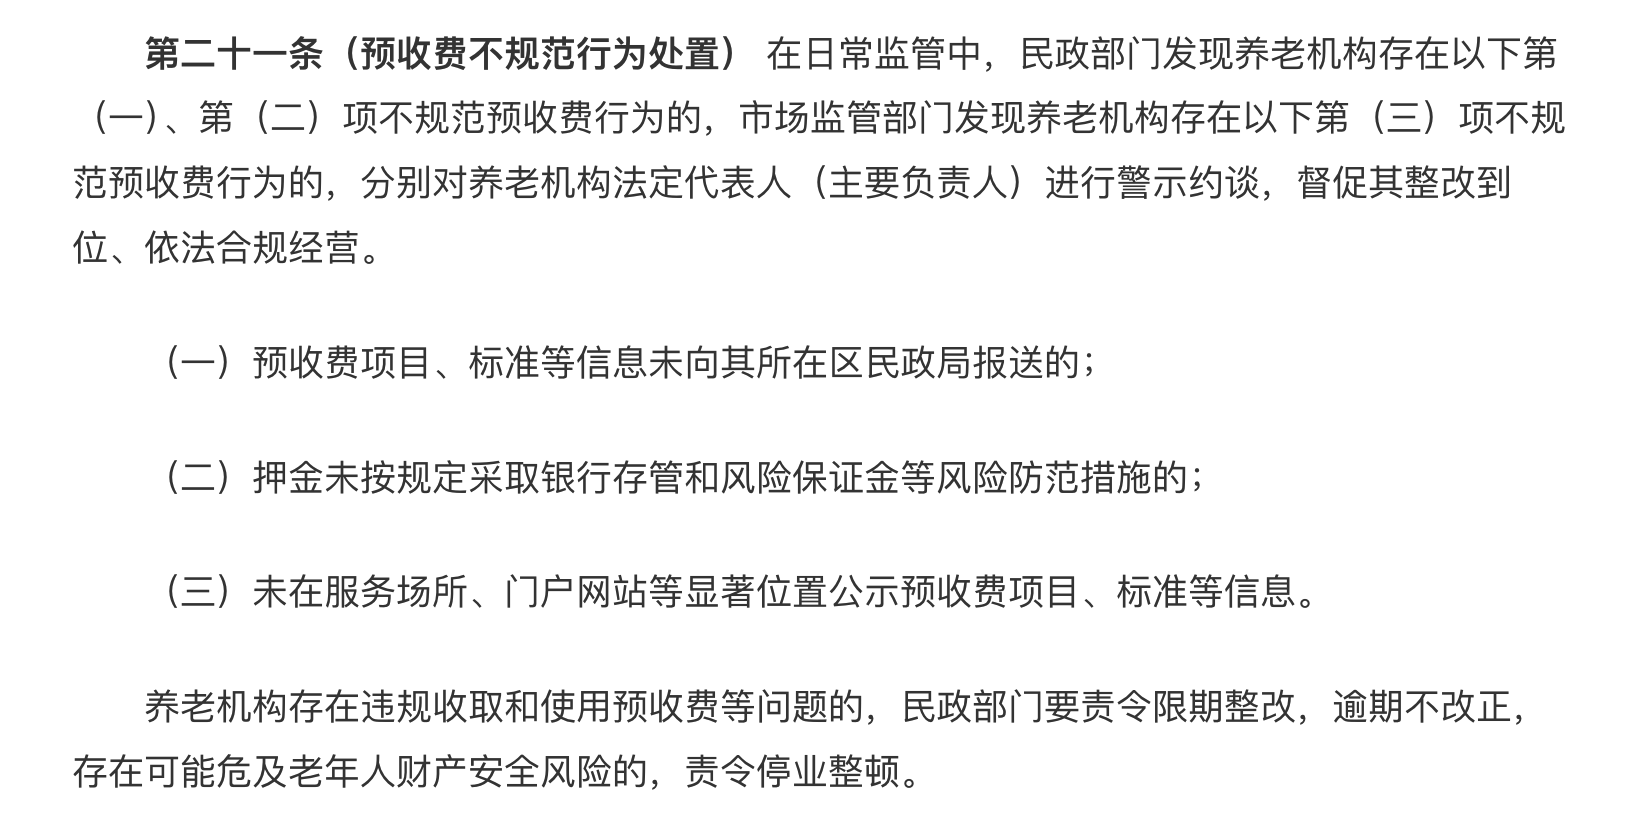 第二十一条（预收费不规范行为处置） 在日常监管中，民政部门发现养老机构存在以下第
（一）、第（二）项不规范预收费行为的，市场监管部门发现养老机构存在以下第（三）项不规
范预收费行为的，分别对养老机构法定代表人（主要负责人）进行警示约谈，督促其整改到
位、依法合规经营。
（一）预收费项目、标准等信息未向其所在区民政局报送的；
（二）押金未按规定采取银行存管和风险保证金等风险防范措施的；
（三）未在服务场所、门户网站等显著位置公示预收费项目、标准等信息。
养老机构存在违规收取和使用预收费等问题的，民政部门要责令限期整改，逾期不改正，
存在可能危及老年人财产安全风险的，责令停业整顿。